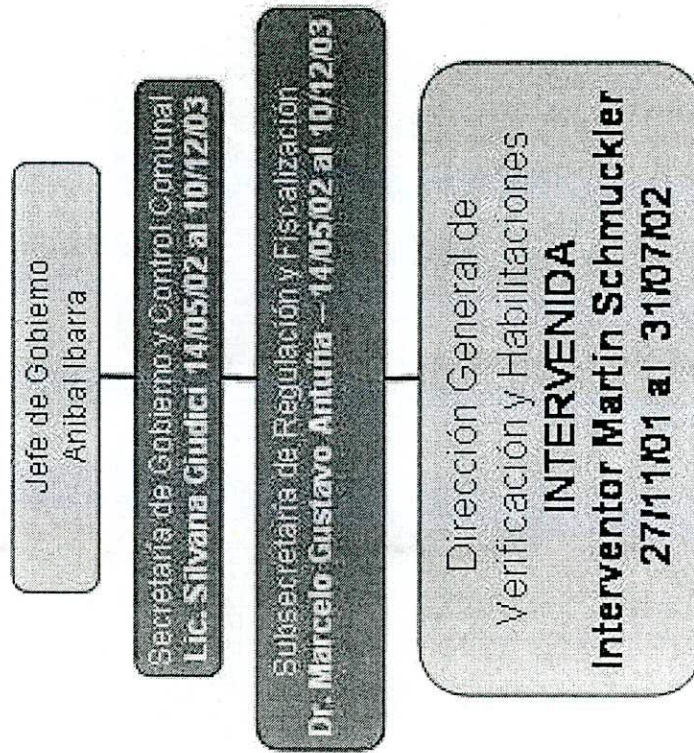 Jefe de Gobierno
Anibal Ibarra
Secretaría de Gobierno y Control Comunal
Lic. Silvana Giudici 14/05/02 al 10/12/03
Subsecretaría de Regulación y Fiscalización
Dr. Marcelo Gustavo Antuña – 14/05/02 al 10/12/03
Dirección General de
Verificación y Habilitaciones
INTERVENIDA
Interventor Martín Schmuckler
27/11/01 al 31/07/02